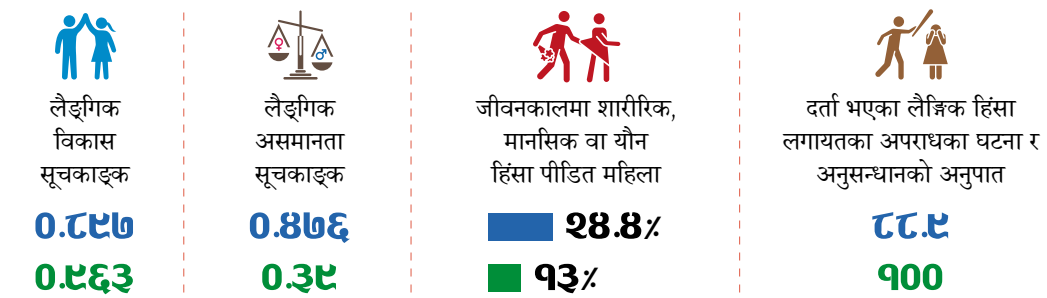 लैङ्गिक
विकास
सूचकाङ्क
०.८९७
०.९६३
लैङ्गिक
असमानता
सूचकाङ्क
०.४७६
०.३९
जीवनकालमा शारीरिक,
मानसिक वा यौन
हिंसा पीडित महिला
२४.४%
१३%
दर्ता भएका लैङ्गिक हिंसा
लगायतका अपराधका घटना र
अनुसन्धानको अनुपात
८८.९
१००